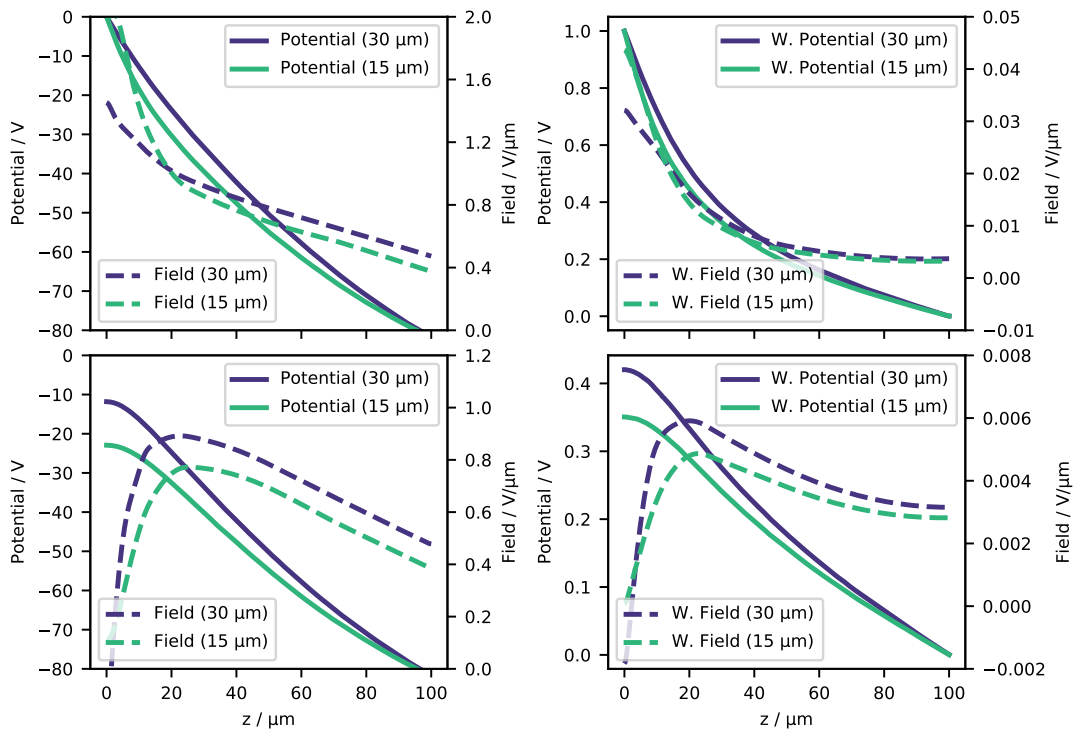 0
−10
−20
−30
−40
−50
−60
−70
−80
Potential / V
Potential (30 μm)
Potential (15 μm)
Field (30 μm)
Field (15 μm)
2.0
1.6
1.2
0.8
0.4
0.0
Field / V/μm
1.0
0.8
0.6
0.4
0.2
0.0
Potential / V
W. Potential (30 μm)
W. Potential (15 μm)
W. Field (30 μm)
W. Field (15 μm)
0.05
0.04
0.03
0.02
0.01
0.00
−0.01
Field / V/μm
0
−10
−20
−30
−40
−50
−60
−70
−80
Potential / V
Potential (30 μm)
Potential (15 μm)
Field (30 μm)
Field (15 μm)
1.2
1.0
0.8
0.6
0.4
0.2
0.0
Field / V/μm
0 20 40 60 80 100
z / μm
0.4
0.3
0.2
0.1
0.0
Potential / V
W. Potential (30 μm)
W. Potential (15 μm)
W. Field (30 μm)
W. Field (15 μm)
0.008
0.006
0.004
0.002
0.000
−0.002
Field / V/μm
0 20 40 60 80 100
z / μm